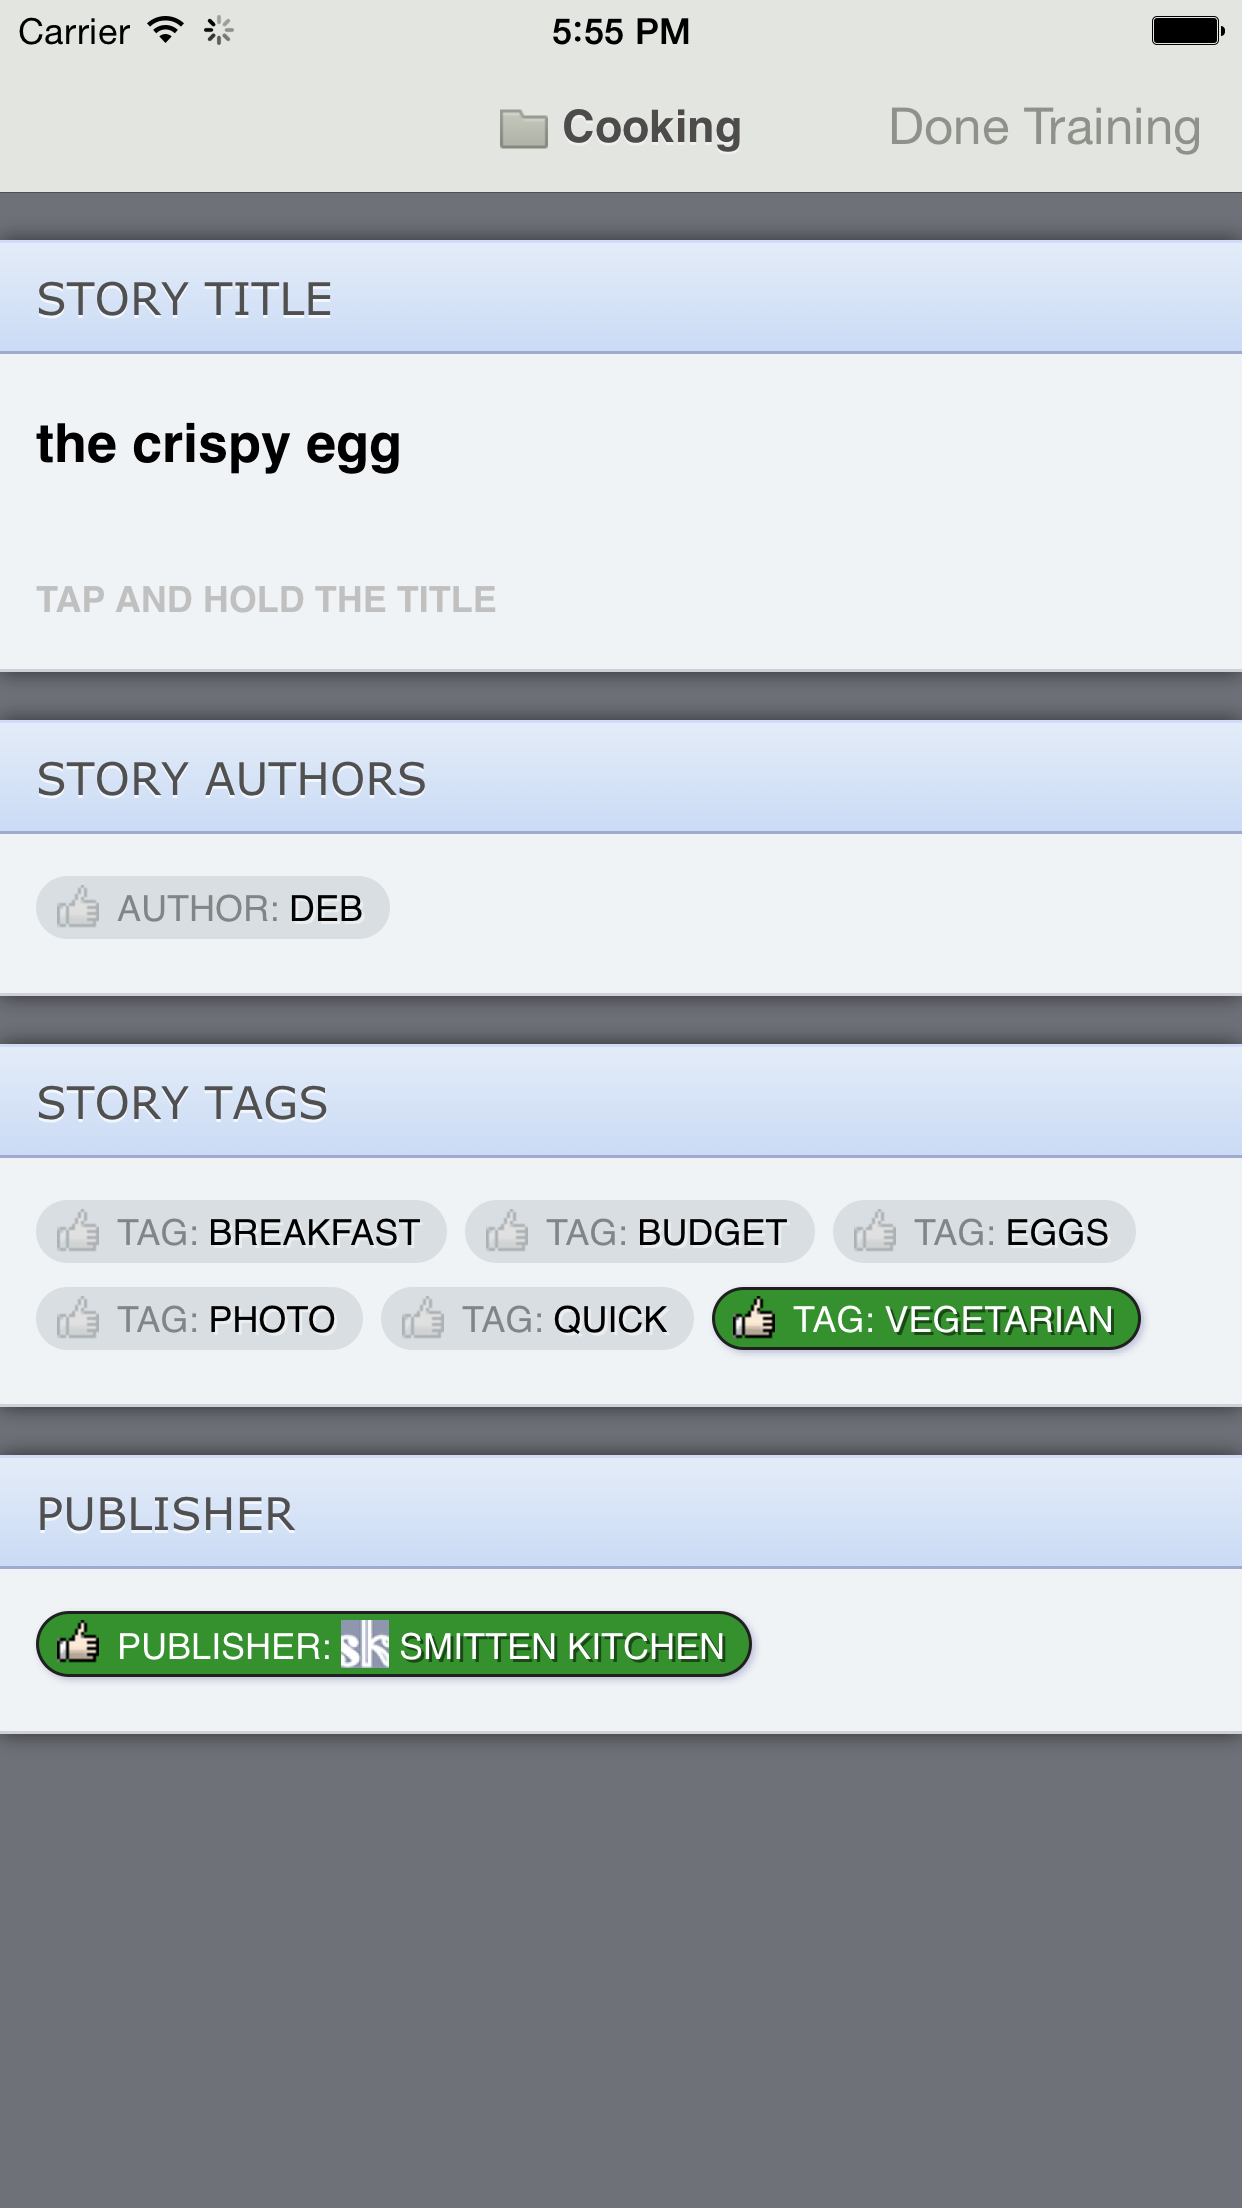 Carrier 5:55 PM
Cooking Done Training
STORY TITLE
the crispy egg
TAP AND HOLD THE TITLE
STORY AUTHORS
AUTHOR: DEB
STORY TAGS
TAG: BREAKFAST TAG: BUDGET TAG: EGGS
TAG: PHOTO TAG: QUICK TAG: VEGETARIAN
PUBLISHER
PUBLISHER: sk SMITTEN KITCHEN